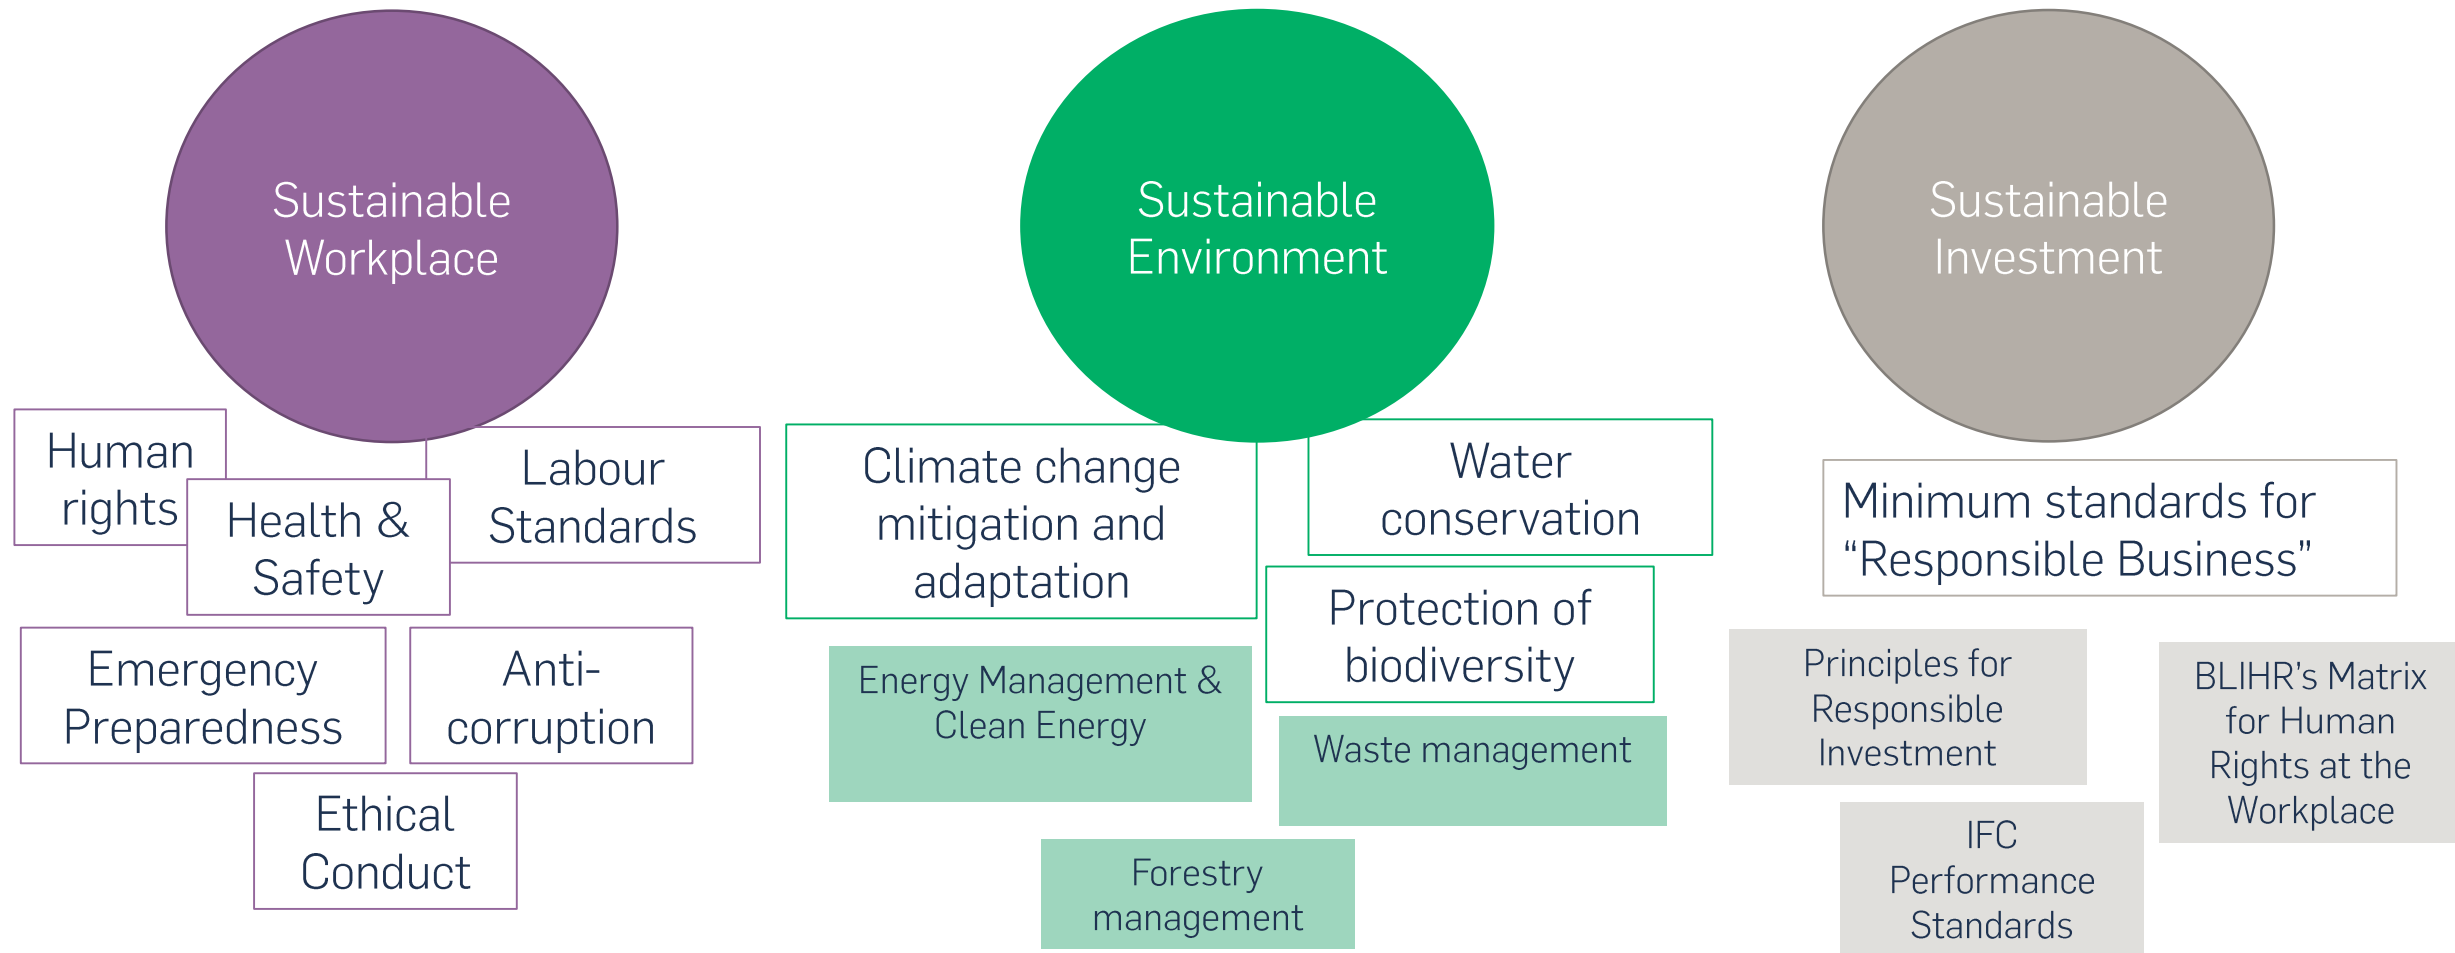 Sustainable
Workplace
Human
rights
Health &
Safety
Labour
Standards
Emergency
Preparedness
Anti-
corruption
Ethical
Conduct
Sustainable
Environment
Climate change
mitigation and
adaptation
Water
conservation
Protection of
biodiversity
Energy Management &
Clean Energy
Waste management
Forestry
management
Sustainable
Investment
Minimum standards for
“Responsible Business”
Principles for
Responsible
Investment
BLIHR’s Matrix
for Human
Rights at the
Workplace
IFC
Performance
Standards